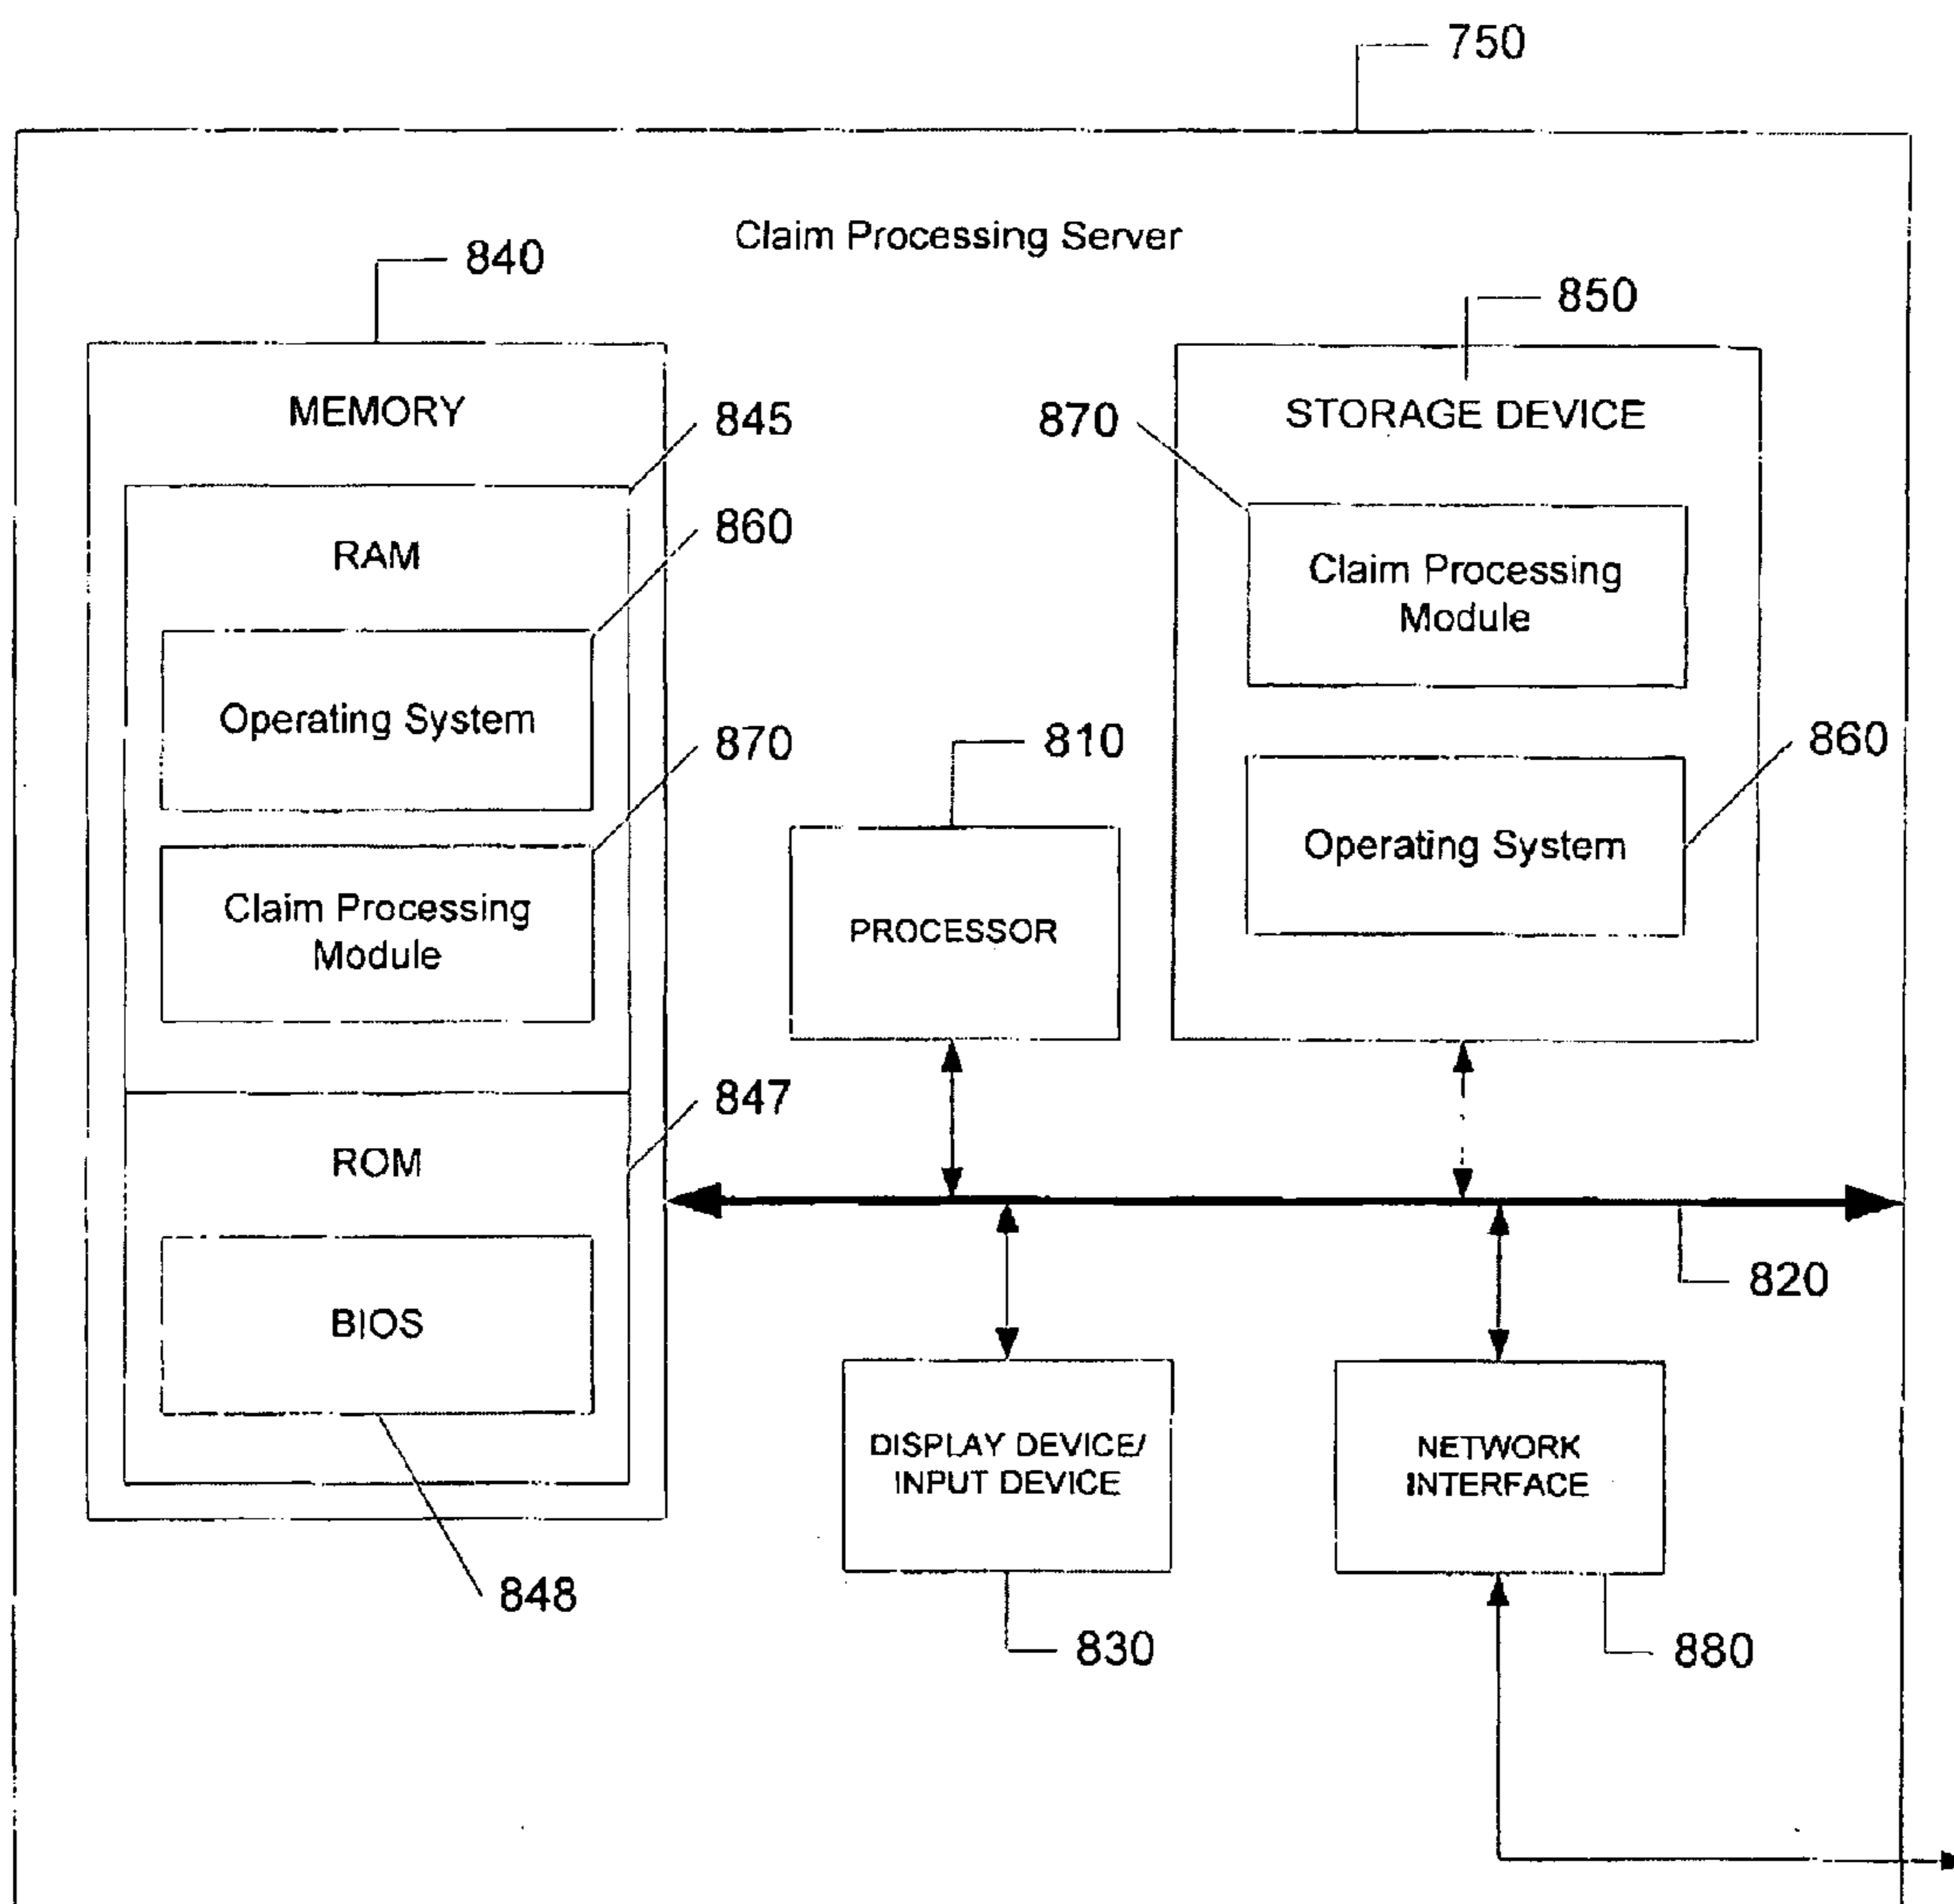 750
Claim Processing Server
840
850
MEMORY
845
870
STORAGE DEVICE
860
RAM
Claim Processing
Module
Operating System
870
810
860
Operating System
Claim Processing
Module
PROCESSOR
847
ROM
820
BIOS
DISPLAY DEVICE/
INPUT DEVICE
NETWORK
INTERFACE
848
830
880